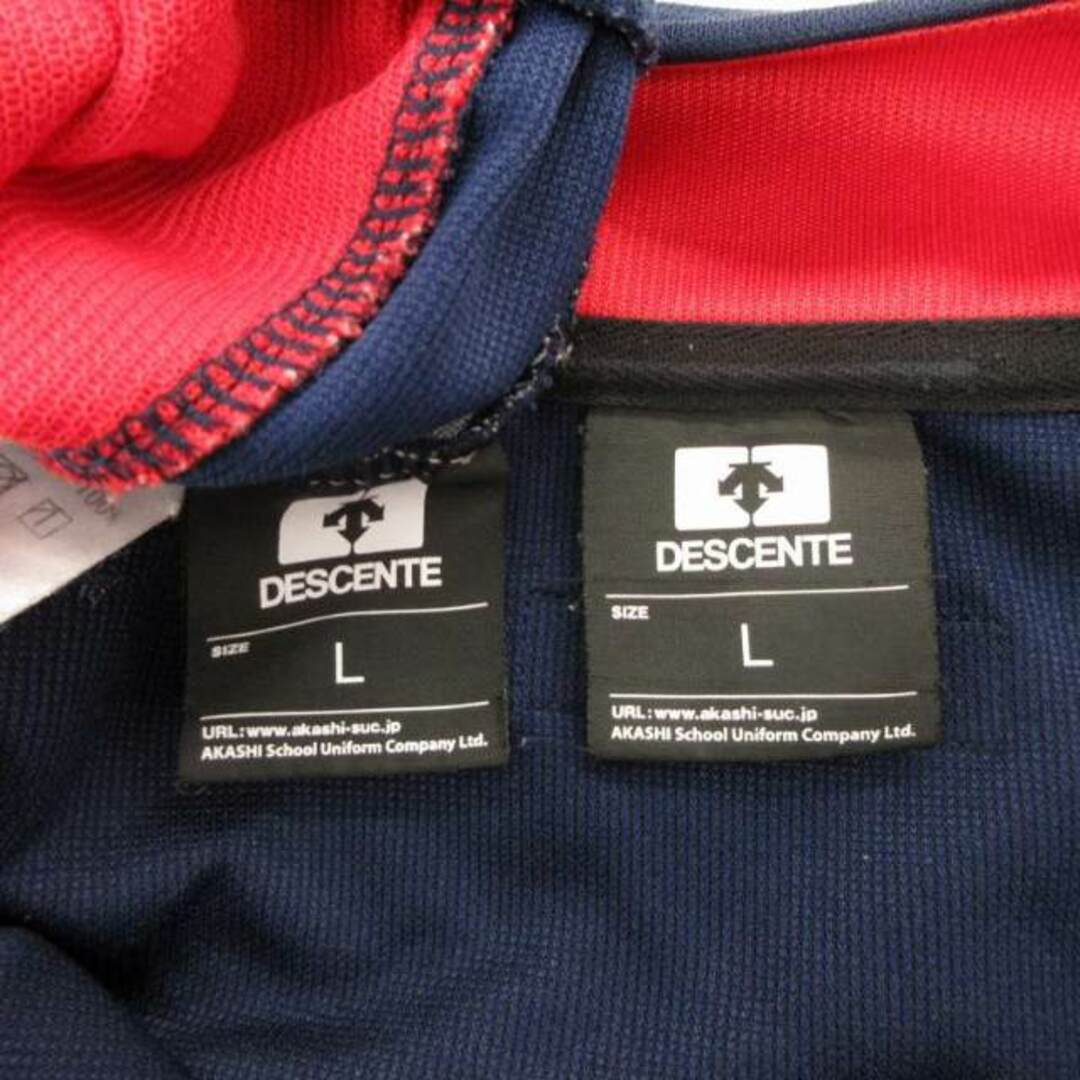 DESCENTE
SIZE
L
URL:www.akashi-suc.jp
AKASHI School Uniform Company Ltd.
DESCENTE
SIZE
L
URL:www.akashi-suc.jp
AKASHI School Uniform Company Ltd.